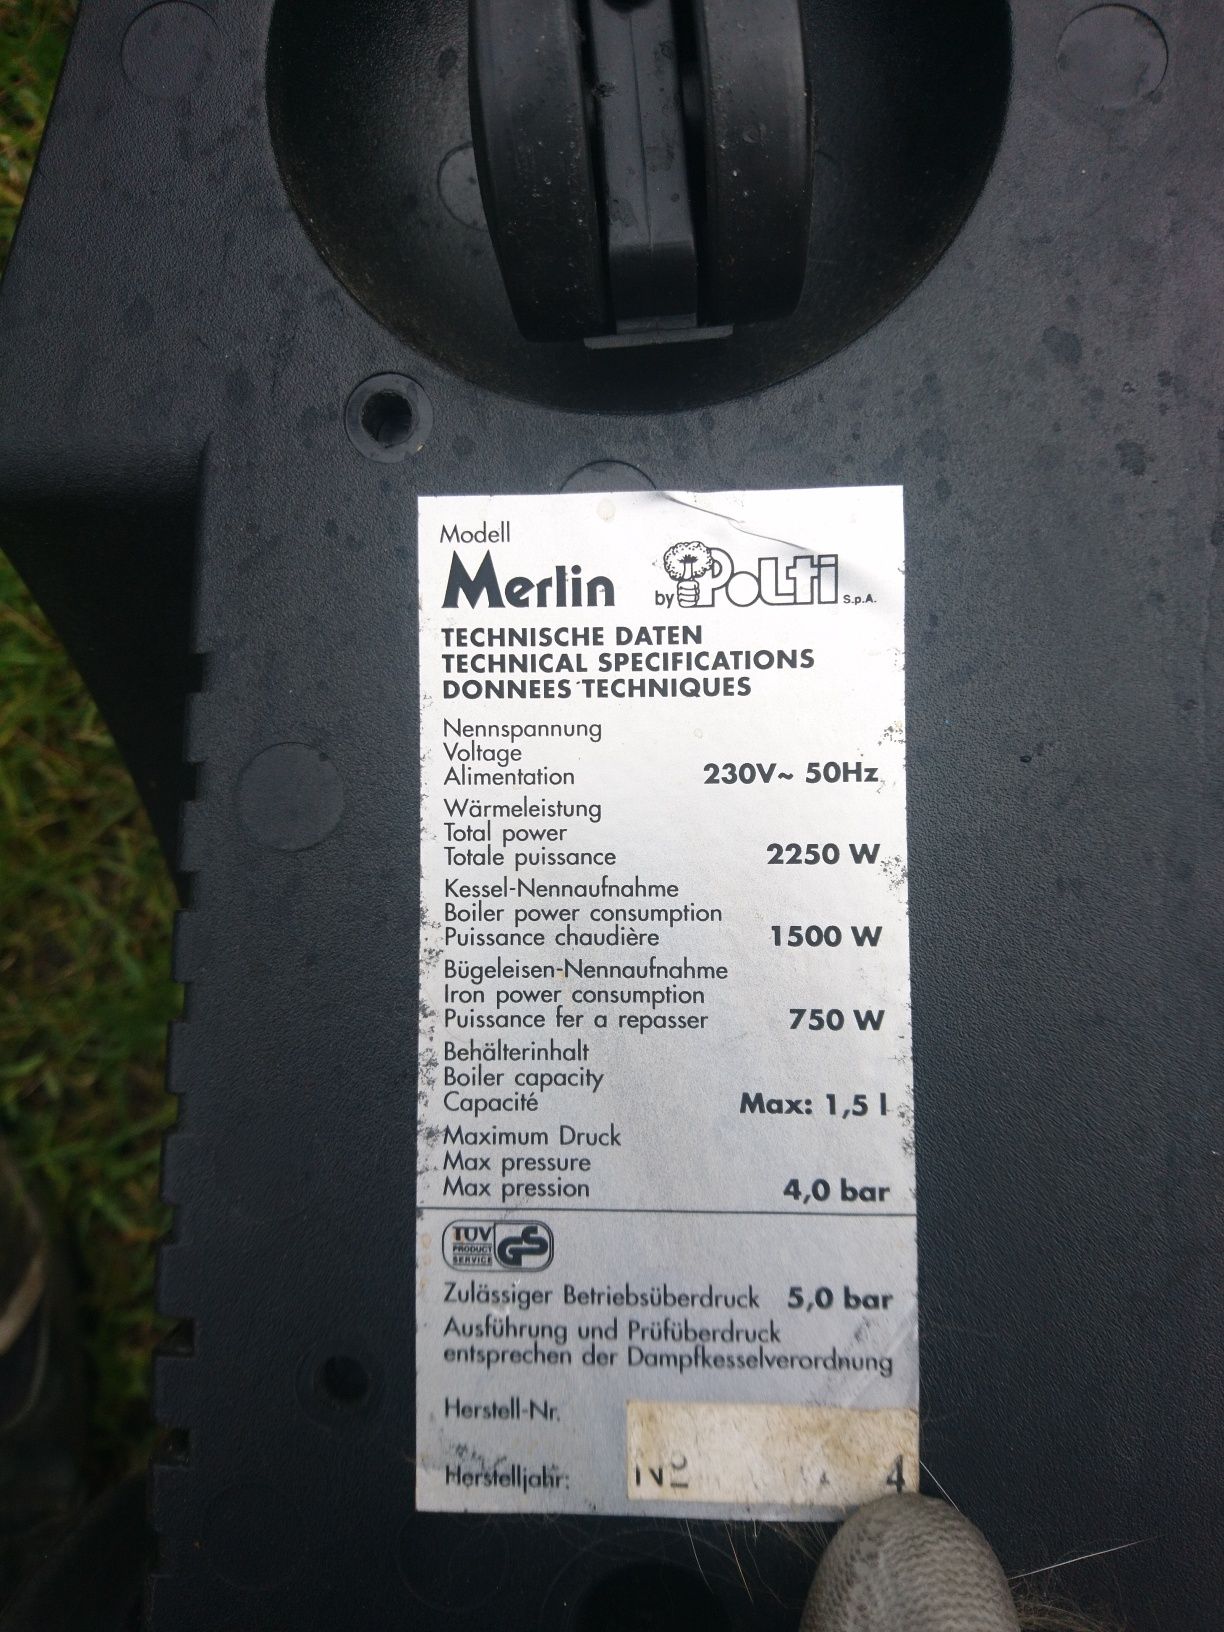 Modell
Merlin by Polti S.p.A.
TECHNISCHE DATEN
TECHNICAL SPECIFICATIONS
DONNEES TECHNIQUES
Nennspannung
Voltage
Alimentation 230V~ 50Hz
Wärmeleistung
Total power
Totale puissance 2250 W
Kessel-Nennaufnahme
Boiler power consumption
Puissance chaudière 1500 W
Bügeleisen-Nennaufnahme
Iron power consumption
Puissance fer a repasser 750 W
Behälterinhalt
Boiler capacity
Capacité Max: 1,5 l
Maximum Druck
Max pressure
Max pression 4,0 bar
TÜV
PRODUCT
SERVICE
GS
Zulässiger Betriebsüberdruck 5,0 bar
Ausführung und Prüfüberdruck
entsprechen der Dampfkesselverordnung
Herstell-Nr.
Herstelljahr: Nº 4